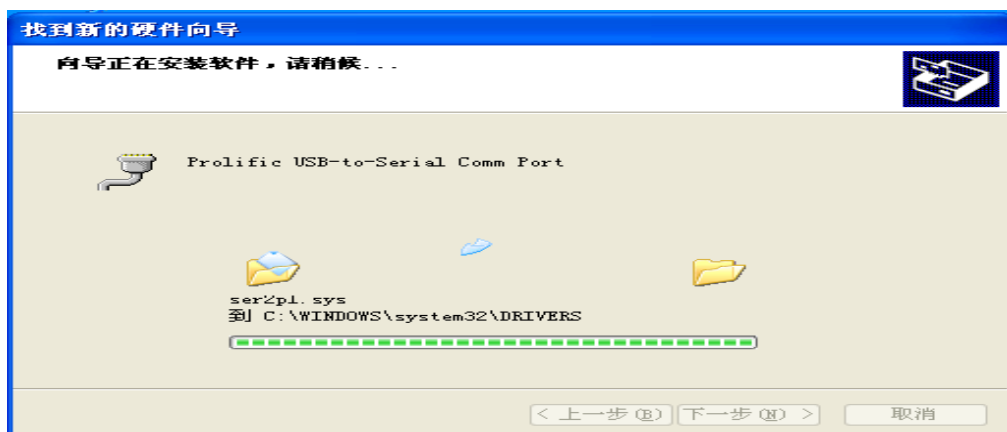 找到新的硬件向导
向导正在安装软件，请稍候...
Prolific USB-to-Serial Comm Port
ser2pl.sys
到 C:\WINDOWS\system32\DRIVERS
< 上一步(B) 下一步(N) > 取消